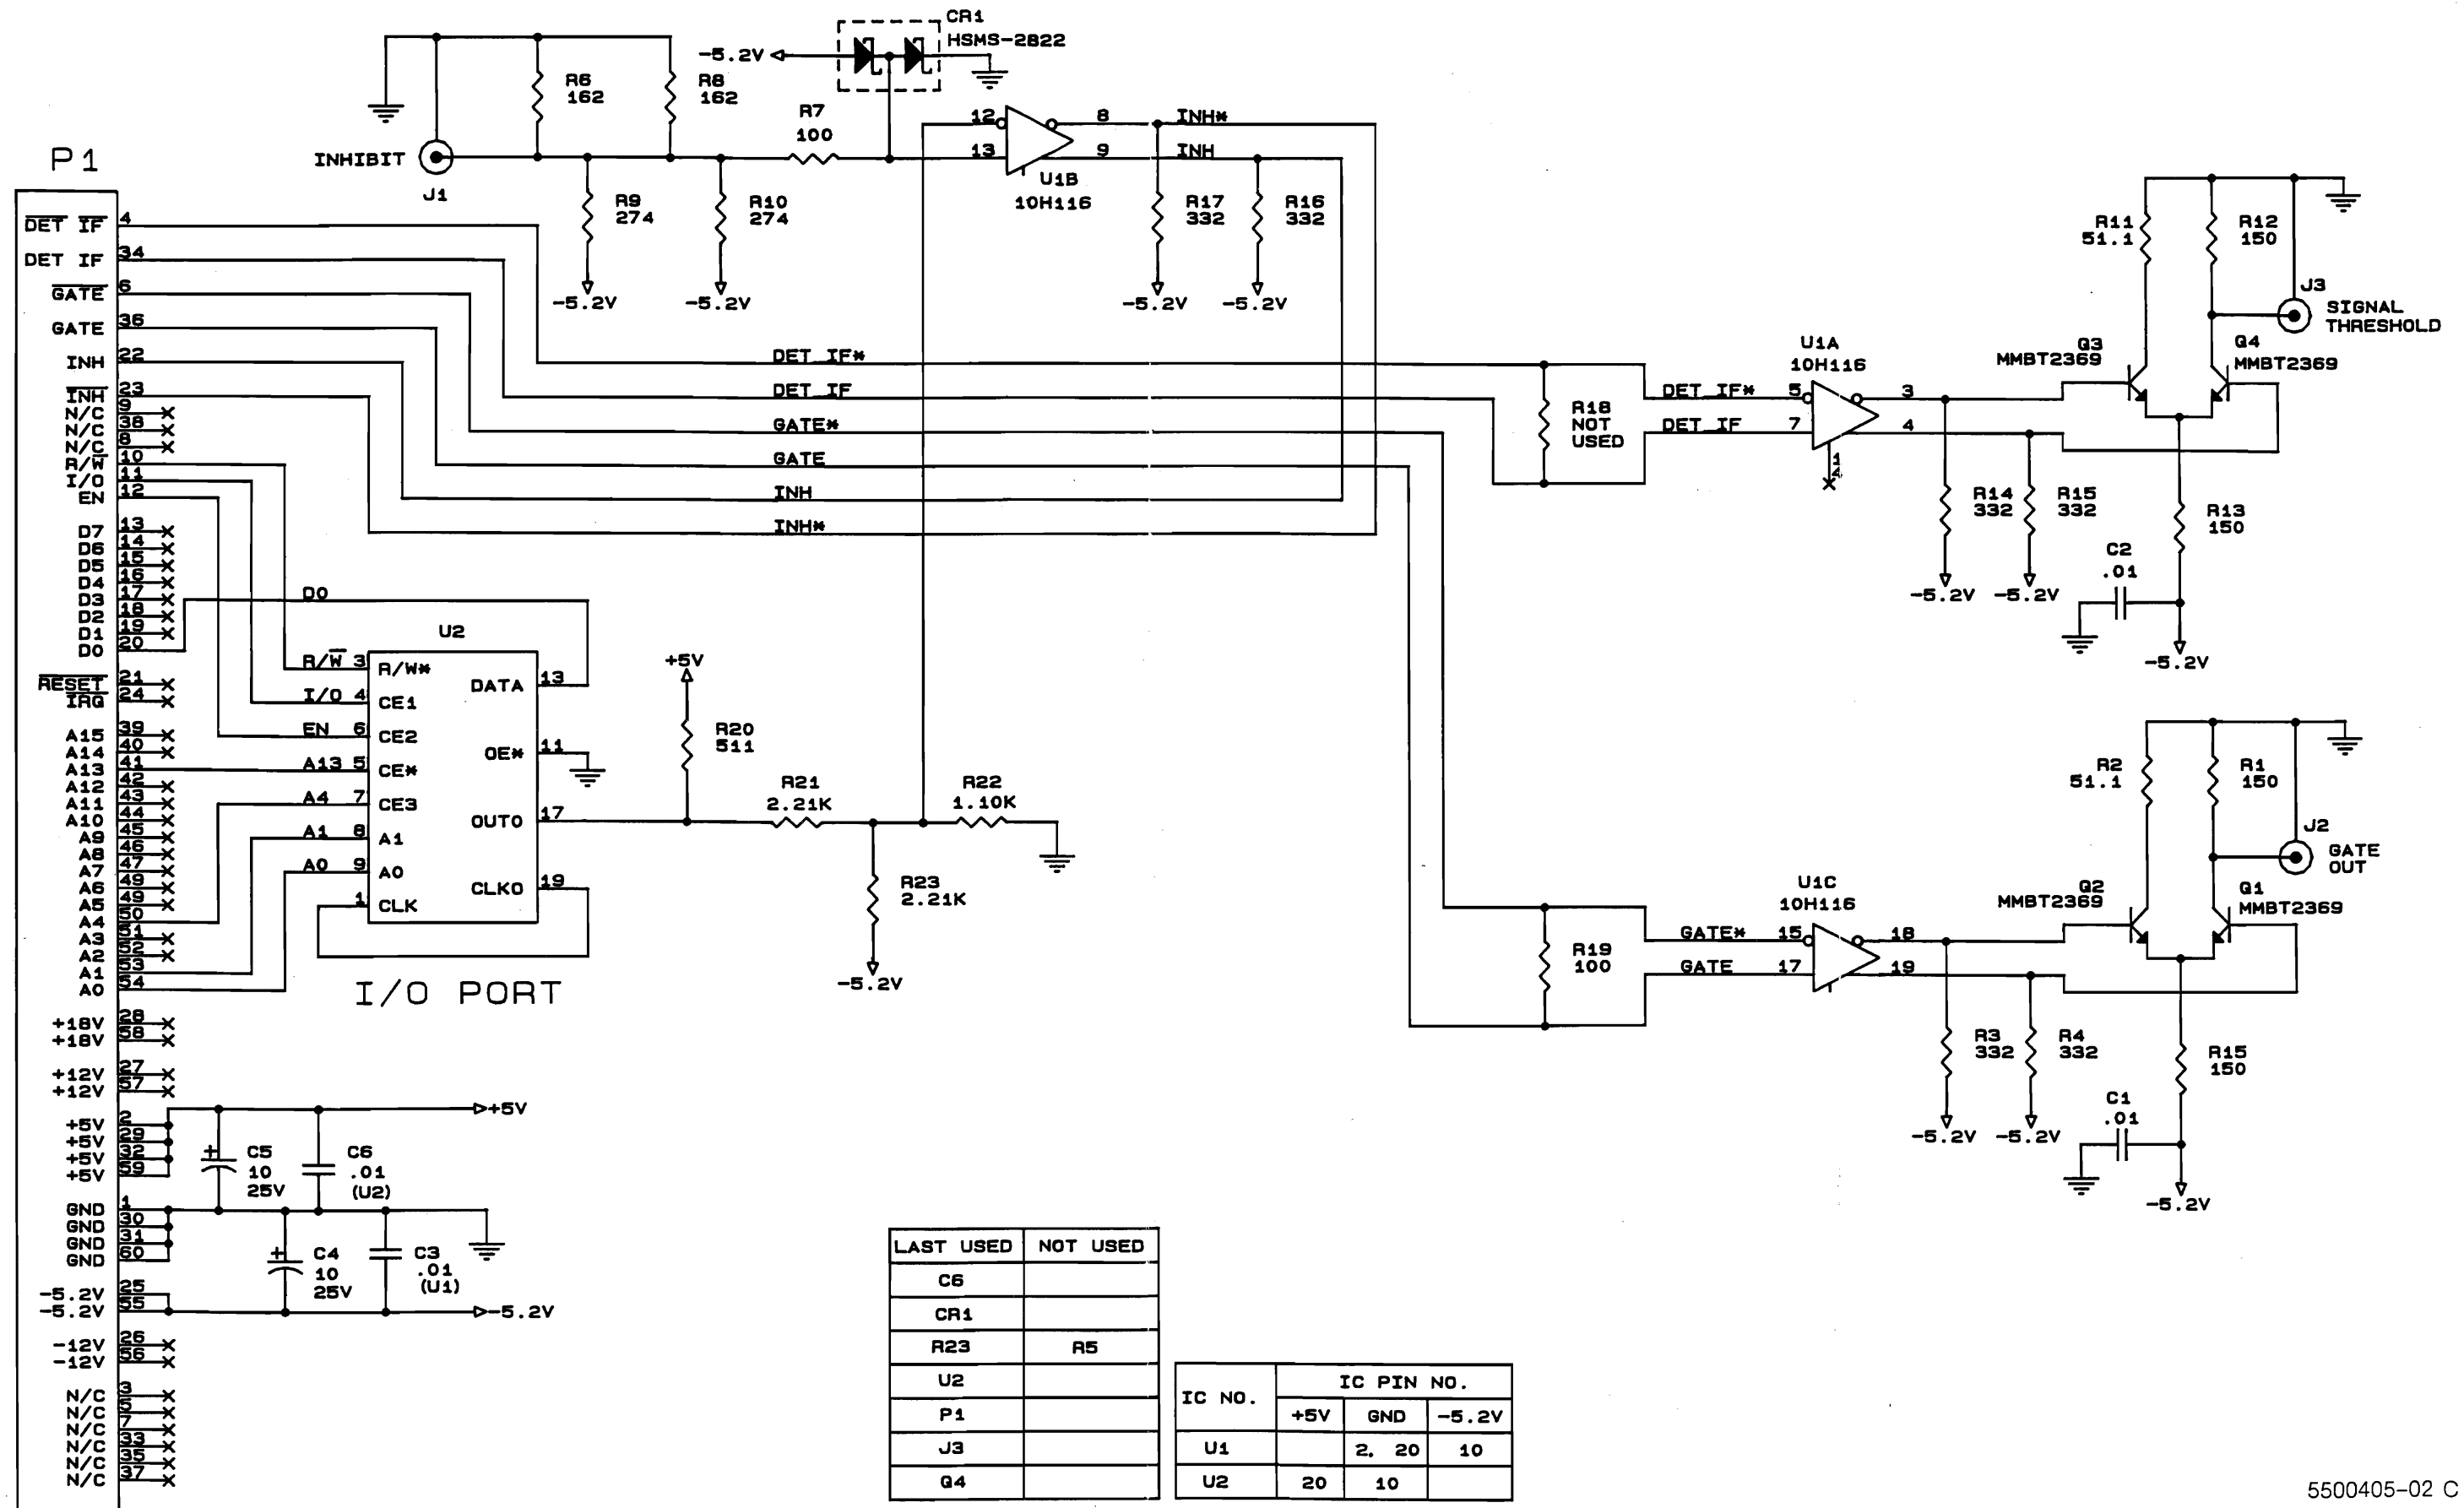 P1
DET IF 4
DET IF 34
GATE 6
GATE 36
INH 22
INH 23
N/C 9
N/C 38
N/C 8
R/W 10
I/O 11
EN 12
D7 13
D6 14
D5 15
D4 16
D3 17
D2 18
D1 19
D0 20
RESET 21
IRQ 24
A15 39
A14 40
A13 41
A12 42
A11 43
A10 44
A9 45
A8 46
A7 47
A6 49
A5 49
A4 50
A3 51
A2 52
A1 53
A0 54
+18V 28
+18V 58
+12V 27
+12V 57
+5V 2
+5V 29
+5V 32
+5V 59
GND 1
GND 30
GND 31
GND 60
-5.2V 25
-5.2V 55
-12V 26
-12V 56
N/C 3
N/C 5
N/C 7
N/C 33
N/C 35
N/C 37
INHIBIT
J1
R6
162
R8
162
R9
274
-5.2V
R10
274
-5.2V
R7
100
-5.2V
CR1
HSMS-2822
12
13
8
9
U1B
10H116
INH*
INH
R17
332
-5.2V
R16
332
-5.2V
DET IF*
DET IF
GATE*
GATE
INH
INH*
D0
U2
R/W 3 R/W*
I/O 4 CE1
EN 6 CE2
A13 5 CE*
A4 7 CE3
A1 8 A1
A0 9 A0
1 CLK
DATA 13
OE* 11
OUT0 17
CLK0 19
I/O PORT
+5V
R20
511
R21
2.21K
R22
1.10K
R23
2.21K
-5.2V
R18
NOT
USED
DET IF* 5
DET IF 7
U1A
10H116
3
4
1
R14
332
-5.2V
R15
332
-5.2V
Q3
MMBT2369
Q4
MMBT2369
R11
51.1
R12
150
J3
SIGNAL
THRESHOLD
R13
150
C2
.01
-5.2V
R19
100
GATE* 15
GATE 17
U1C
10H116
18
19
R3
332
-5.2V
R4
332
-5.2V
Q2
MMBT2369
Q1
MMBT2369
R2
51.1
R1
150
J2
GATE
OUT
R15
150
C1
.01
-5.2V
+5V
C5
10
25V
C6
.01
(U2)
C4
10
25V
C3
.01
(U1)
-5.2V
LAST USED NOT USED
C6
CR1
R23 R5
U2
P1
J3
Q4
IC NO. IC PIN NO.
+5V GND -5.2V
U1 2, 20 10
U2 20 10
5500405-02 C